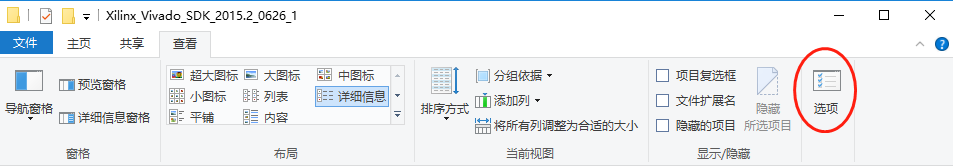 Xilinx_Vivado_SDK_2015.2_0626_1
文件 主页 共享 查看
导航窗格 预览窗格 详细信息窗格
超大图标 大图标 中图标
小图标 列表 详细信息
平铺 内容
排序方式 分组依据
添加列
将所有列调整为合适的大小
项目复选框
文件扩展名
隐藏的项目
隐藏
所选项目
选项
窗格 布局 当前视图 显示/隐藏